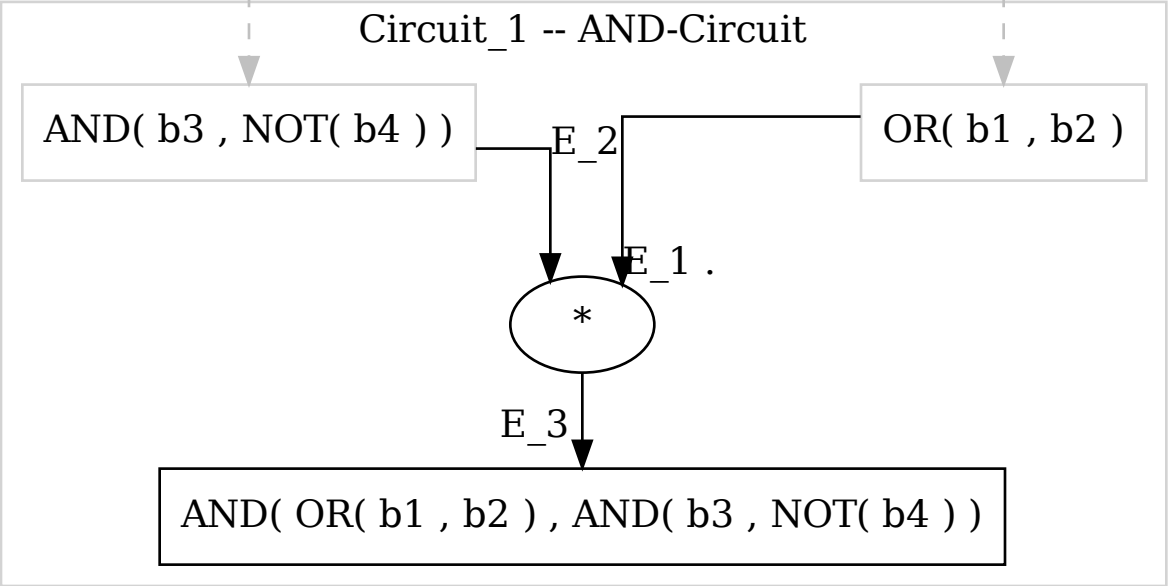 Circuit_1 -- AND-Circuit
AND( b3 , NOT( b4 ) )
E_2
OR( b1 , b2 )
E_1 .
*
E_3
AND( OR( b1 , b2 ) , AND( b3 , NOT( b4 ) )